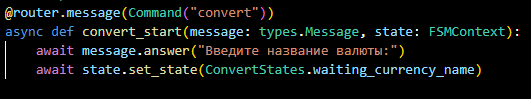 @router.message(Command("convert"))
async def convert_start(message: types.Message, state: FSMContext):
    await message.answer("Введите название валюты:")
    await state.set_state(ConvertStates.waiting_currency_name)